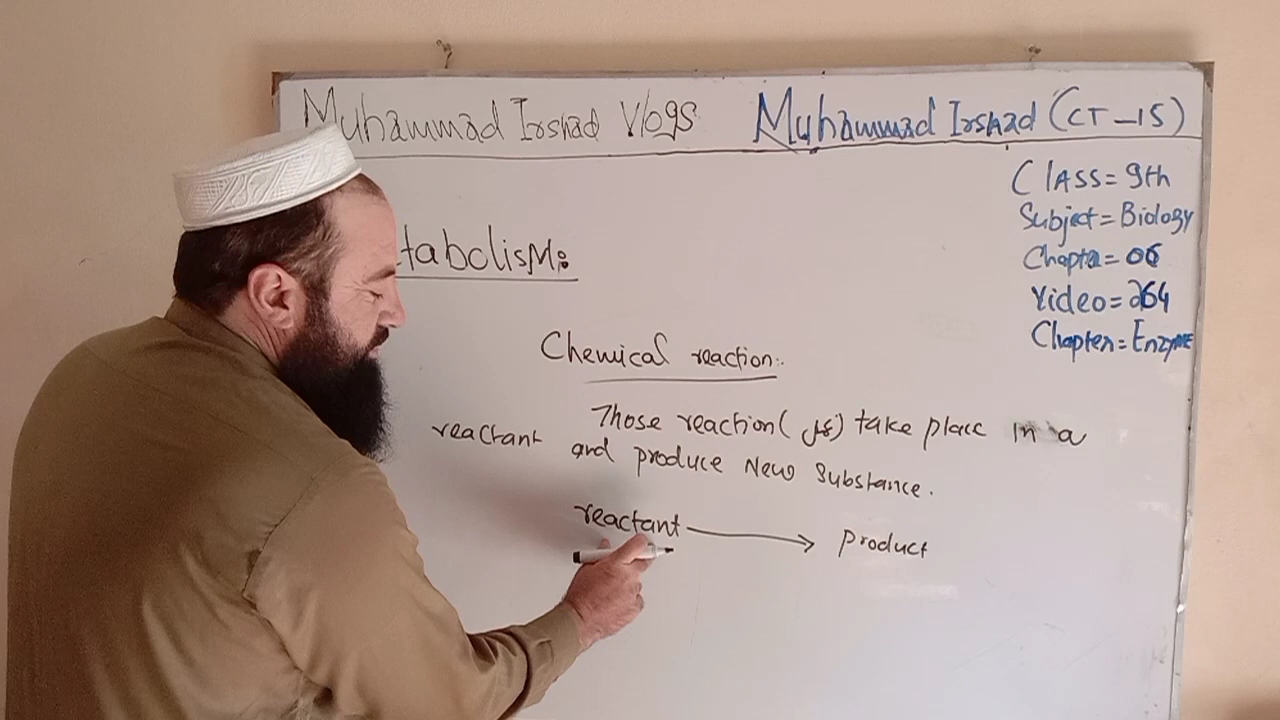 Muhammad Irshad Vlogs Muhammad Irshad (CT-15)
Class = 9th
Subject = Biology
Chapte = 06
Video = 264
Chapter = Enzyme
tabolism:
Chemical reaction:
Those reaction ( ) take place in a
reactant and produce New Substance.
reactant → product